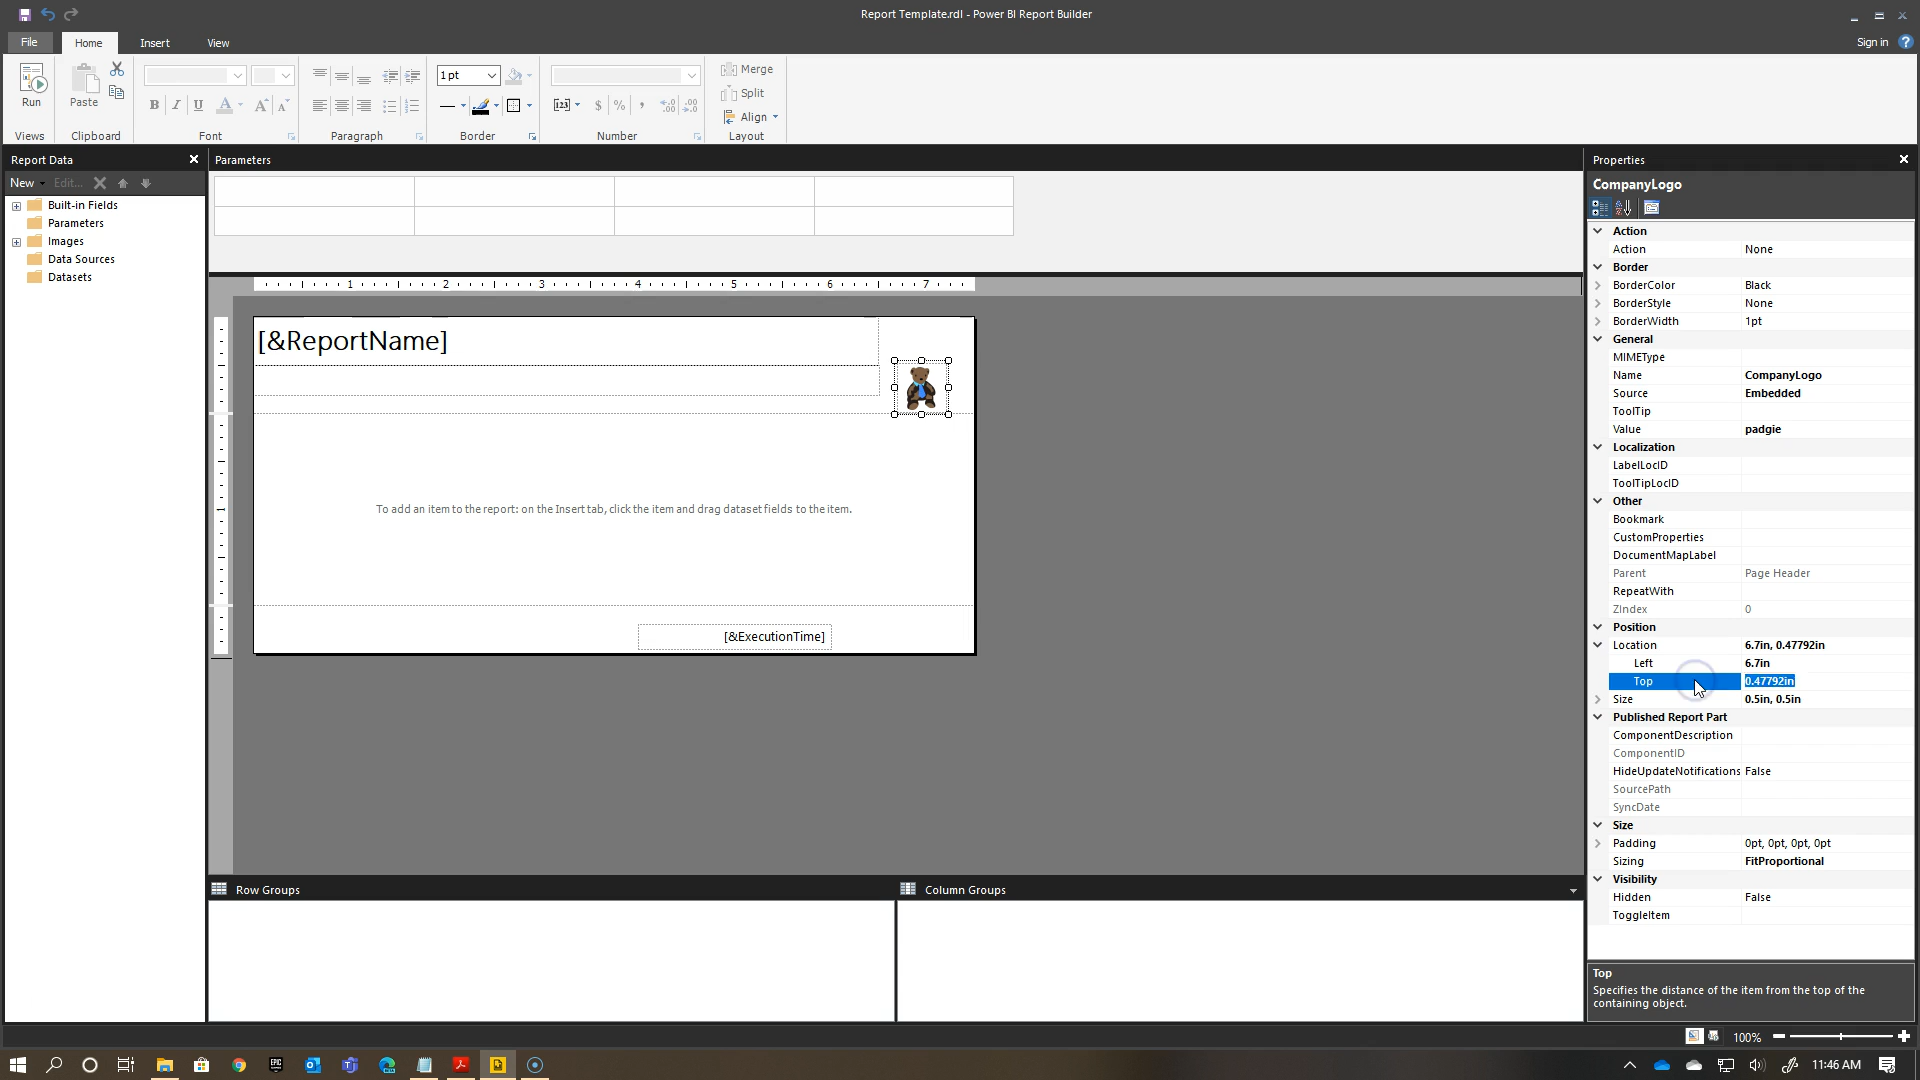 Report Template.rdl - Power BI Report Builder
File
Home
Insert
View
Sign in
?
Run
Paste
B
I
U
A
A
A
1 pt
[123]
$
%
,
Merge
Split
Align
Views
Clipboard
Font
Paragraph
Border
Number
Layout
Report Data
New
Edit...
Built-in Fields
Parameters
Images
Data Sources
Datasets
Parameters
1
2
3
4
5
6
7
[&ReportName]
To add an item to the report: on the Insert tab, click the item and drag dataset fields to the item.
[&ExecutionTime]
Row Groups
Column Groups
Properties
CompanyLogo
Action
Action None
Border
BorderColor Black
BorderStyle None
BorderWidth 1pt
General
MIMEType
Name CompanyLogo
Source Embedded
ToolTip
Value padgie
Localization
LabelLocID
ToolTipLocID
Other
Bookmark
CustomProperties
DocumentMapLabel
Parent Page Header
RepeatWith
ZIndex 0
Position
Location 6.7in, 0.47792in
Left 6.7in
Top 0.47792in
Size 0.5in, 0.5in
Published Report Part
ComponentDescription
ComponentID
HideUpdateNotifications False
SourcePath
SyncDate
Size
Padding 0pt, 0pt, 0pt, 0pt
Sizing FitProportional
Visibility
Hidden False
ToggleItem
Top
Specifies the distance of the item from the top of the
containing object.
100%
11:46 AM